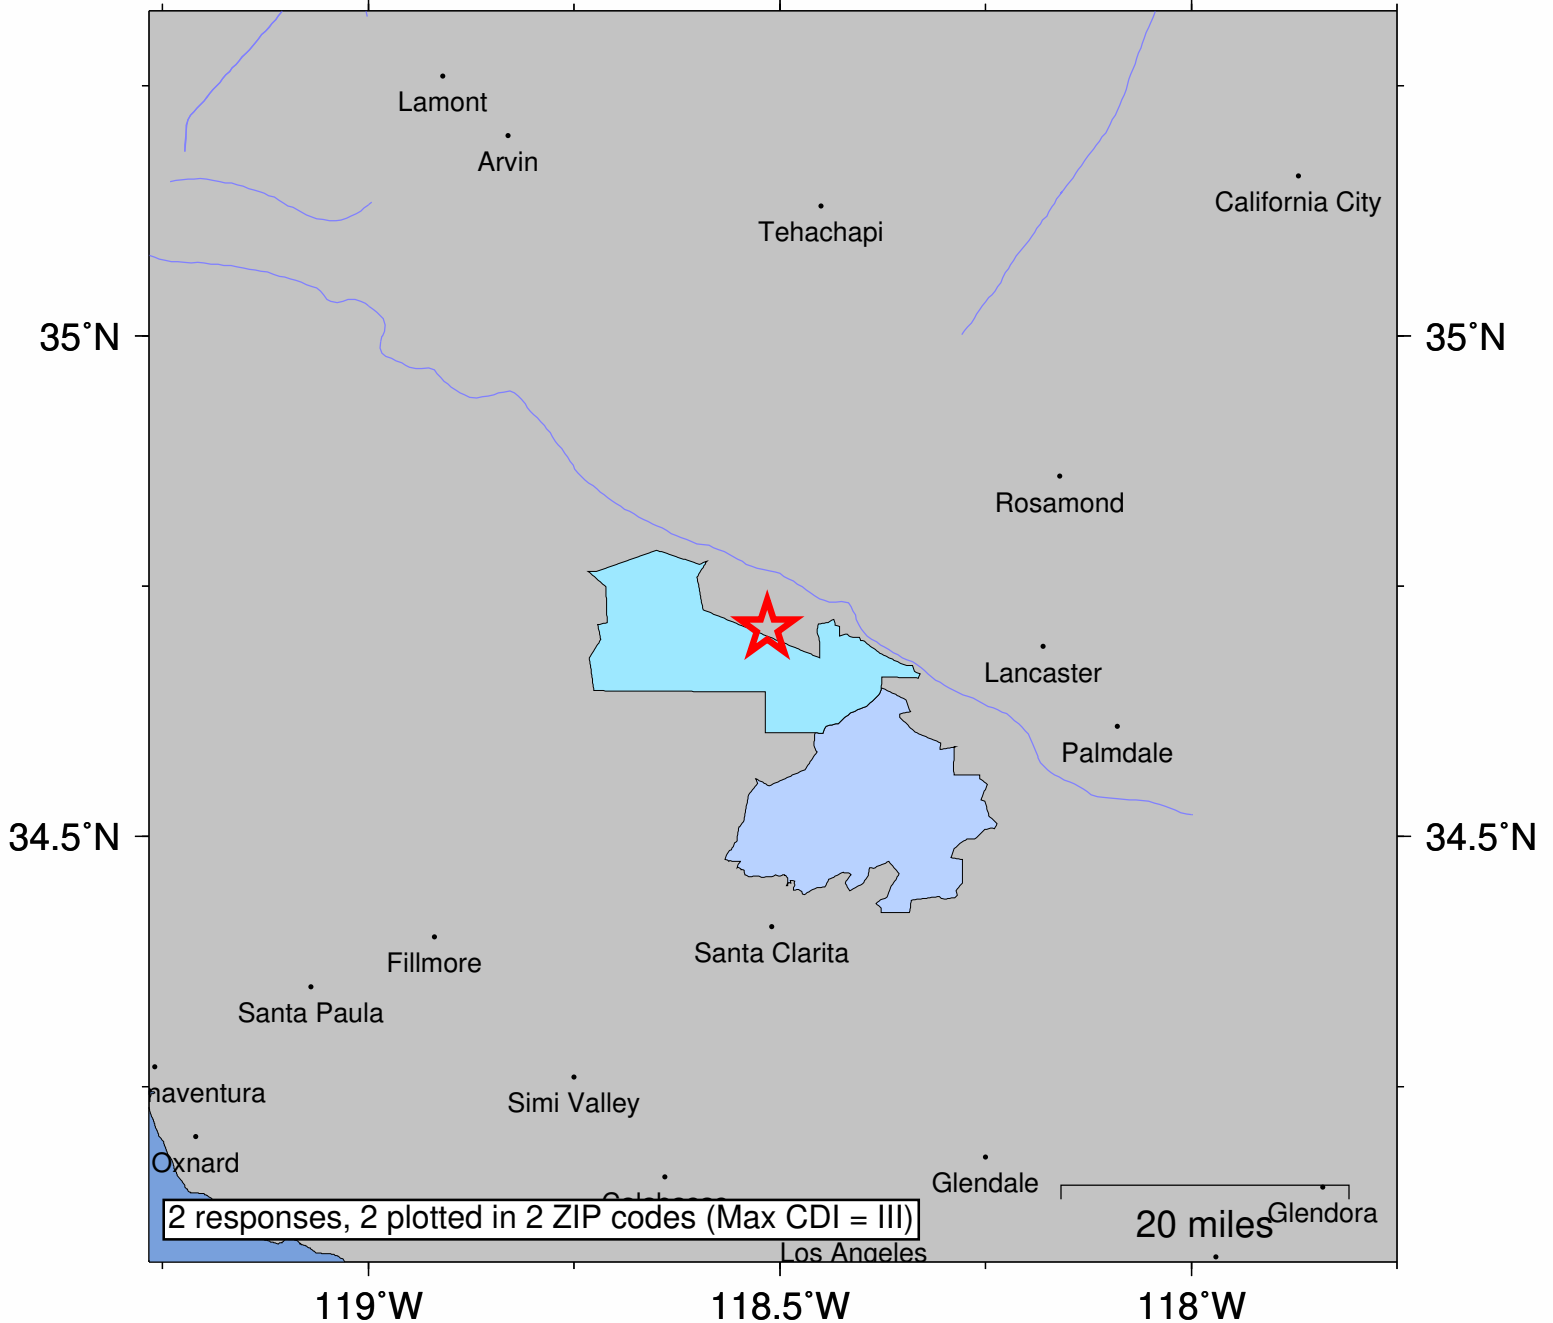 Lamont
Arvin
California City
Tehachapi
35°N
35°N
Rosamond
Lancaster
Palmdale
34.5°N
34.5°N
Santa Clarita
Fillmore
Santa Paula
naventura
Simi Valley
Oxnard
Glendale
Glendora
20 miles
2 responses, 2 plotted in 2 ZIP codes (Max CDI = III)
Los Angeles
119°W
118.5°W
118°W